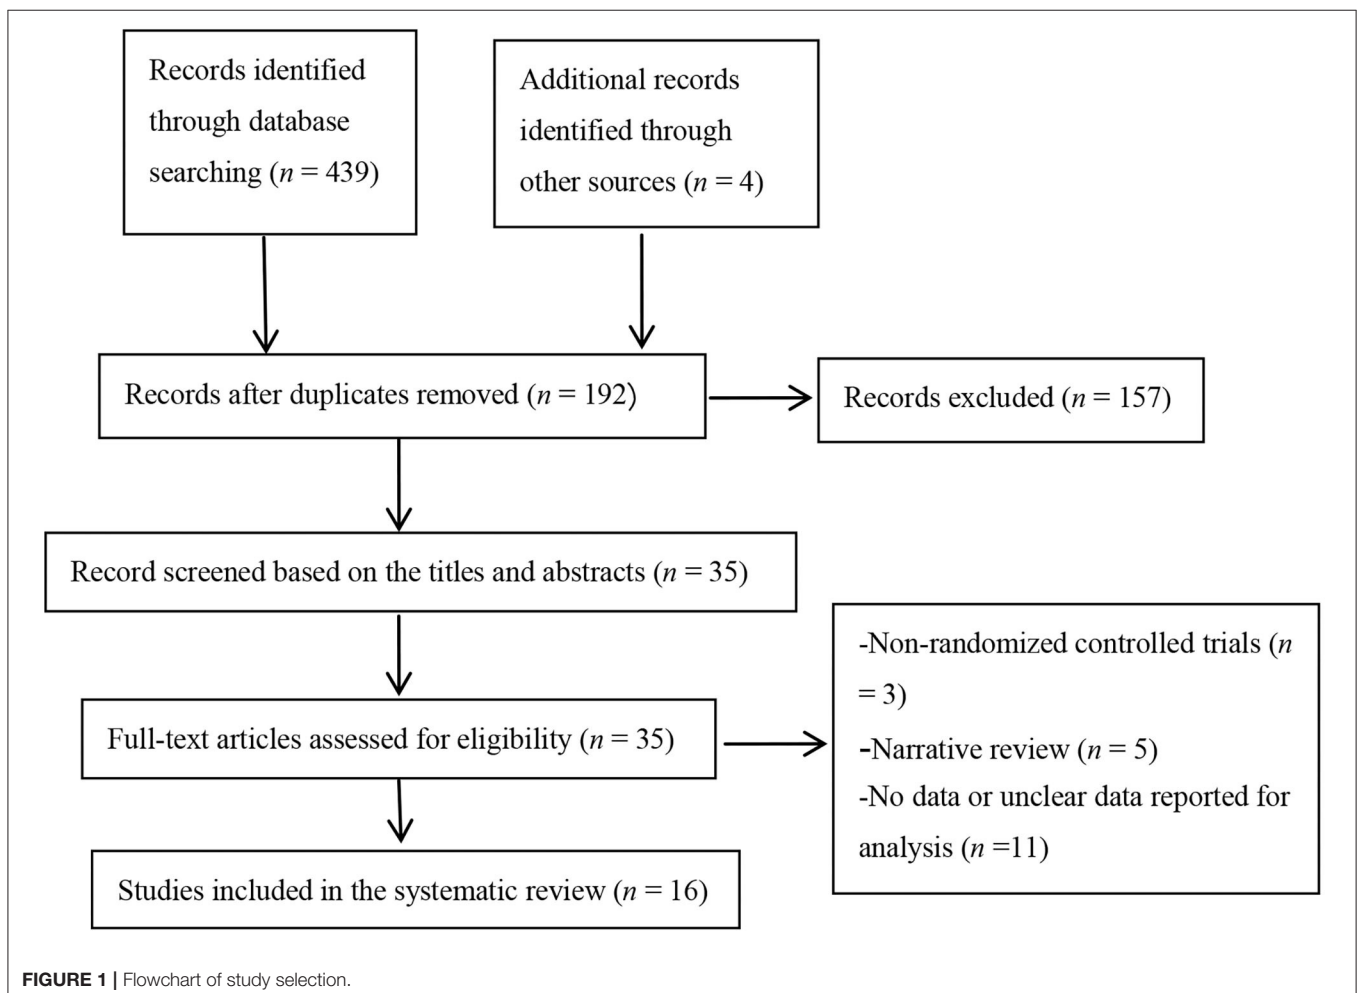 Records identified
through database
searching (n = 439)
Additional records
identified through
other sources (n = 4)
Records after duplicates removed (n = 192)
Records excluded (n = 157)
Record screened based on the titles and abstracts (n = 35)
Full-text articles assessed for eligibility (n = 35)
-Non-randomized controlled trials (n
= 3)
-Narrative review (n = 5)
-No data or unclear data reported for
analysis (n =11)
Studies included in the systematic review (n = 16)
FIGURE 1 | Flowchart of study selection.